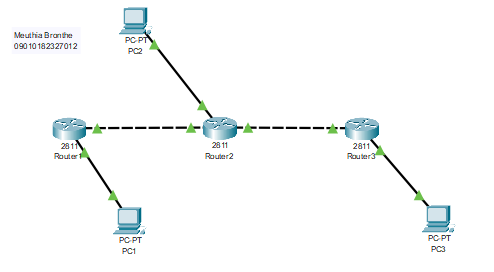 Meuthia Bronthe
09010182327012
PC-PT
PC2
2811
Router1
2811
Router2
2811
Router3
PC-PT
PC1
PC-PT
PC3